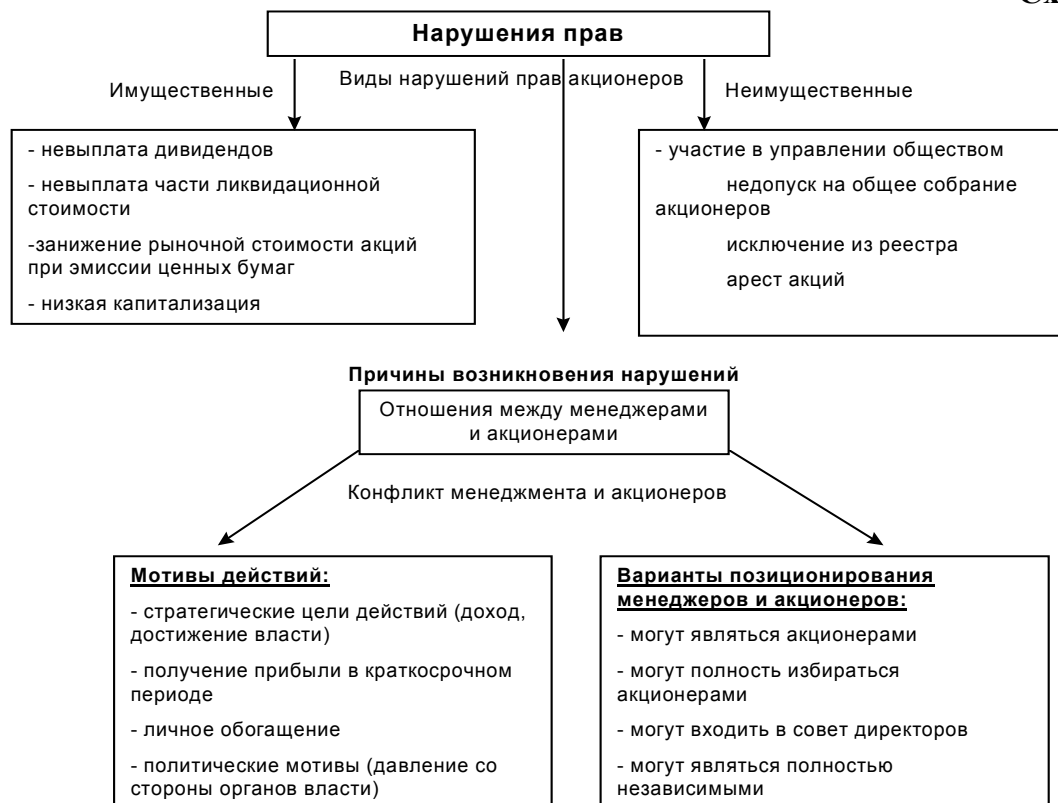 Сх
Нарушения прав
Виды нарушений прав акционеров
Имущественные
Неимущественные
- невыплата дивидендов
- невыплата части ликвидационной
стоимости
-занижение рыночной стоимости акций
при эмиссии ценных бумаг
- низкая капитализация
- участие в управлении обществом
недопуск на общее собрание
акционеров
исключение из реестра
арест акций
Причины возникновения нарушений
Отношения между менеджерами
и акционерами
Конфликт менеджмента и акционеров
Мотивы действий:
- стратегические цели действий (доход,
достижение власти)
- получение прибыли в краткосрочном
периоде
- личное обогащение
- политические мотивы (давление со
стороны органов власти)
Варианты позиционирования
менеджеров и акционеров:
- могут являться акционерами
- могут полность избираться
акционерами
- могут входить в совет директоров
- могут являться полностью
независимыми